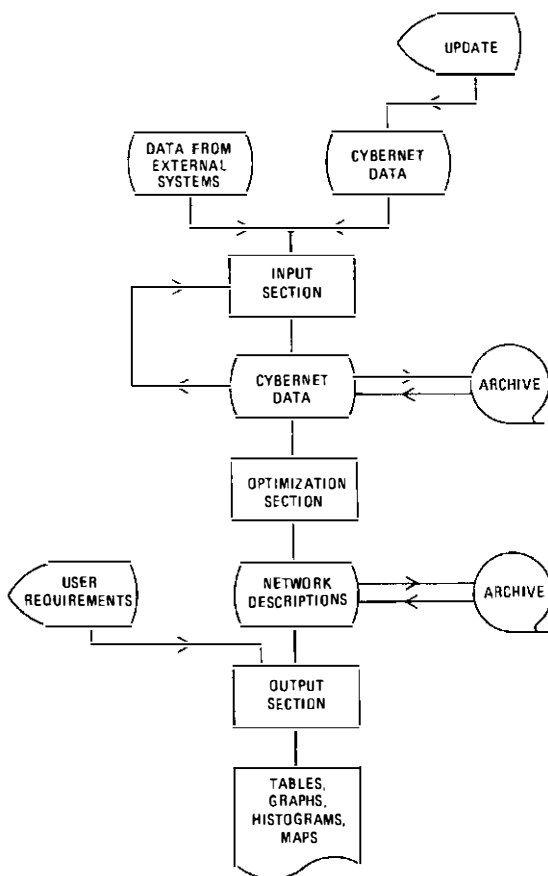 UPDATE
DATA FROM
EXTERNAL
SYSTEMS
CYBERNET
DATA
INPUT
SECTION
CYBERNET
DATA
ARCHIVE
OPTIMIZATION
SECTION
USER
REQUIREMENTS
NETWORK
DESCRIPTIONS
ARCHIVE
OUTPUT
SECTION
TABLES,
GRAPHS,
HISTOGRAMS,
MAPS